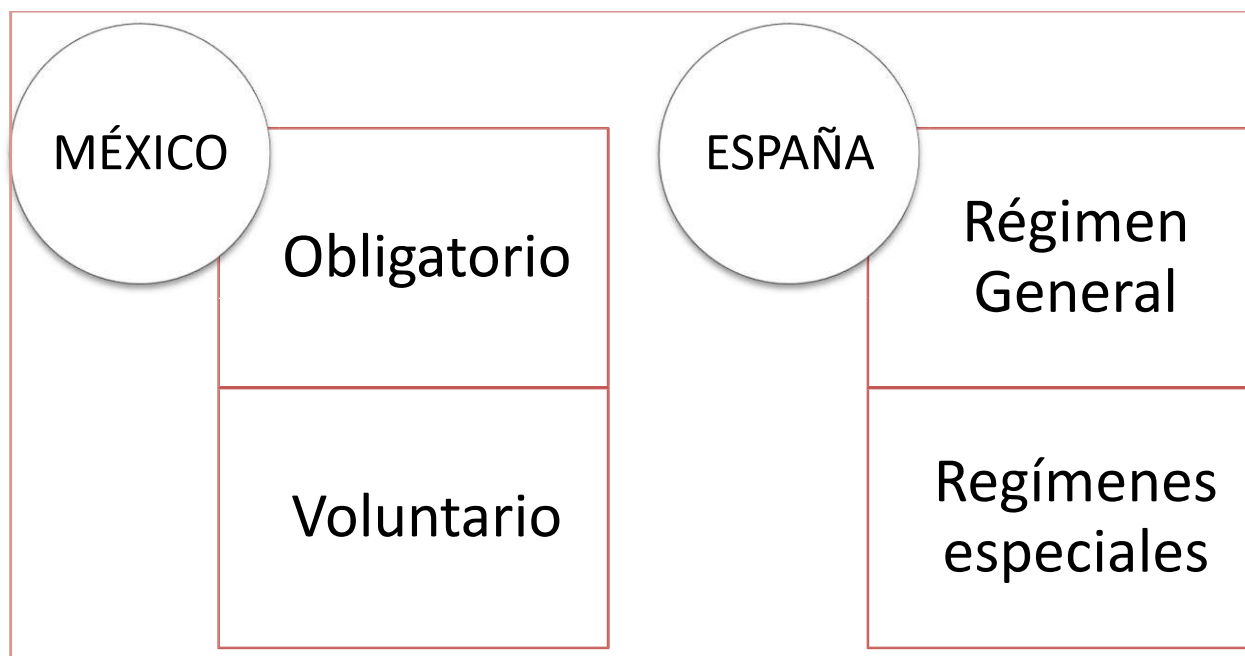 MÉXICO
Obligatorio
Voluntario
ESPAÑA
Régimen
General
Regímenes
especiales